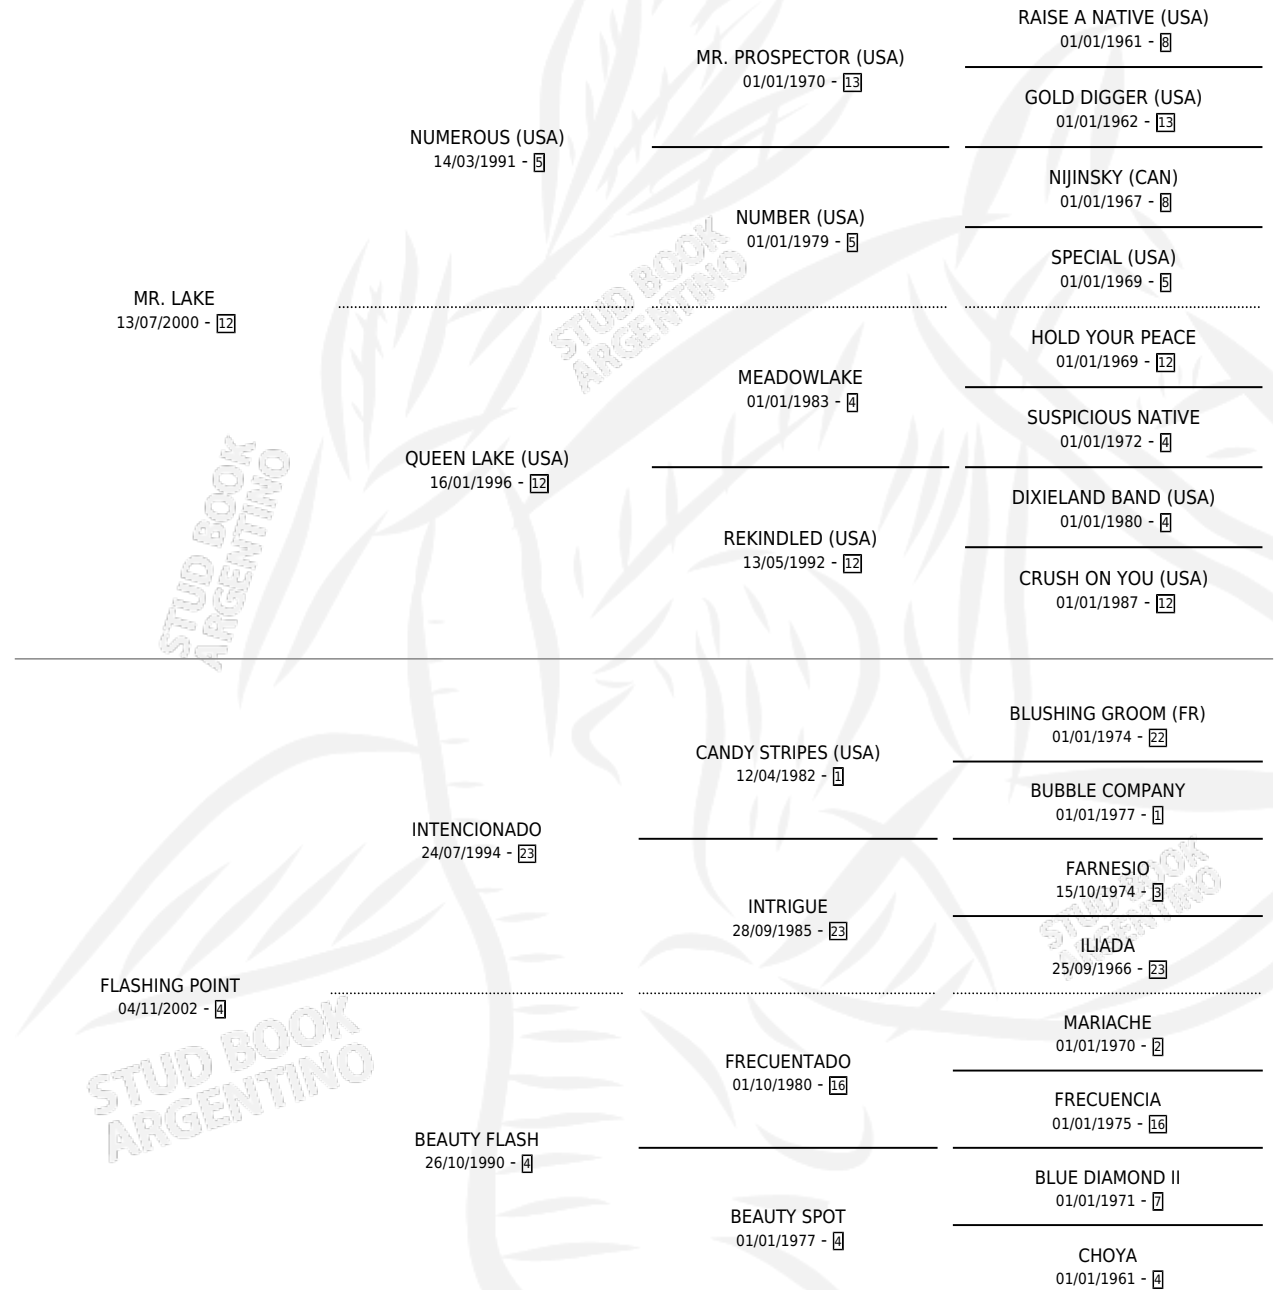 RAISE A NATIVE (USA)
01/01/1961 - 8
MR. PROSPECTOR (USA)
01/01/1970 - 13
GOLD DIGGER (USA)
01/01/1962 - 13
NUMEROUS (USA)
14/03/1991 - 5
NIJINSKY (CAN)
01/01/1967 - 8
NUMBER (USA)
01/01/1979 - 5
SPECIAL (USA)
01/01/1969 - 5
MR. LAKE
13/07/2000 - 12
HOLD YOUR PEACE
01/01/1969 - 12
MEADOWLAKE
01/01/1983 - 4
SUSPICIOUS NATIVE
01/01/1972 - 4
QUEEN LAKE (USA)
16/01/1996 - 12
DIXIELAND BAND (USA)
01/01/1980 - 4
REKINDLED (USA)
13/05/1992 - 12
CRUSH ON YOU (USA)
01/01/1987 - 12
BLUSHING GROOM (FR)
01/01/1974 - 22
CANDY STRIPES (USA)
12/04/1982 - 1
BUBBLE COMPANY
01/01/1977 - 1
INTENCIONADO
24/07/1994 - 23
FARNESIO
15/10/1974 - 3
INTRIGUE
28/09/1985 - 23
ILIADA
25/09/1966 - 23
FLASHING POINT
04/11/2002 - 4
MARIACHE
01/01/1970 - 2
FRECUENTADO
01/10/1980 - 16
FRECUENCIA
01/01/1975 - 16
BEAUTY FLASH
26/10/1990 - 4
BLUE DIAMOND II
01/01/1971 - 7
BEAUTY SPOT
01/01/1977 - 4
CHOYA
01/01/1961 - 4
STUD BOOK
ARGENTINO
STUD BOOK
ARGENTINO
STUD BOOK
ARGENTINO
STUD BOOK
ARGENTINO